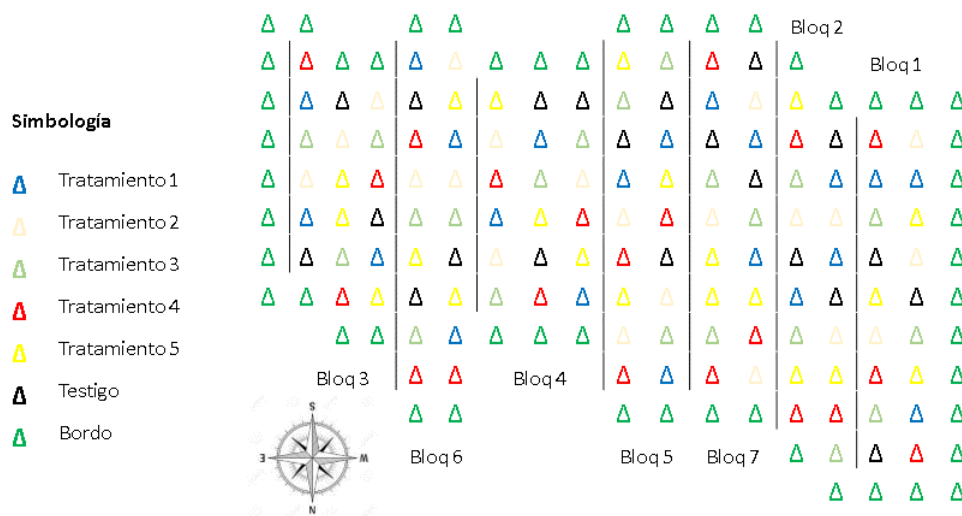 Simbología
Tratamiento 1
Tratamiento 2
Tratamiento 3
Tratamiento 4
Tratamiento 5
Testigo
Bordo
Bloq 2
Bloq 1
Bloq 3
Bloq 4
Bloq 6
Bloq 5
Bloq 7
S
E
W
N